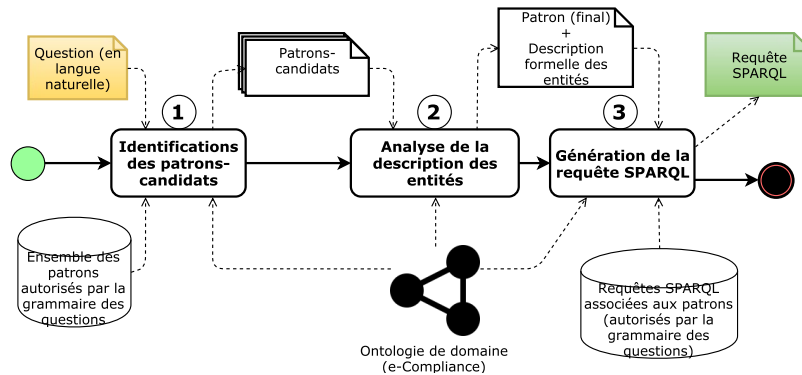 Question (en
langue
naturelle)
Patrons-
candidats
Patron (final)
+
Description
formelle des
entités
Requête
SPARQL
1
Identifications
des patrons-
candidats
2
Analyse de la
description des
entités
3
Génération de la
requête SPARQL
Ensemble des
patrons
autorisés par la
grammaire des
questions
Ontologie de domaine
(e-Compliance)
Requêtes SPARQL
associées aux patrons
(autorisés par la
grammaire des
questions)